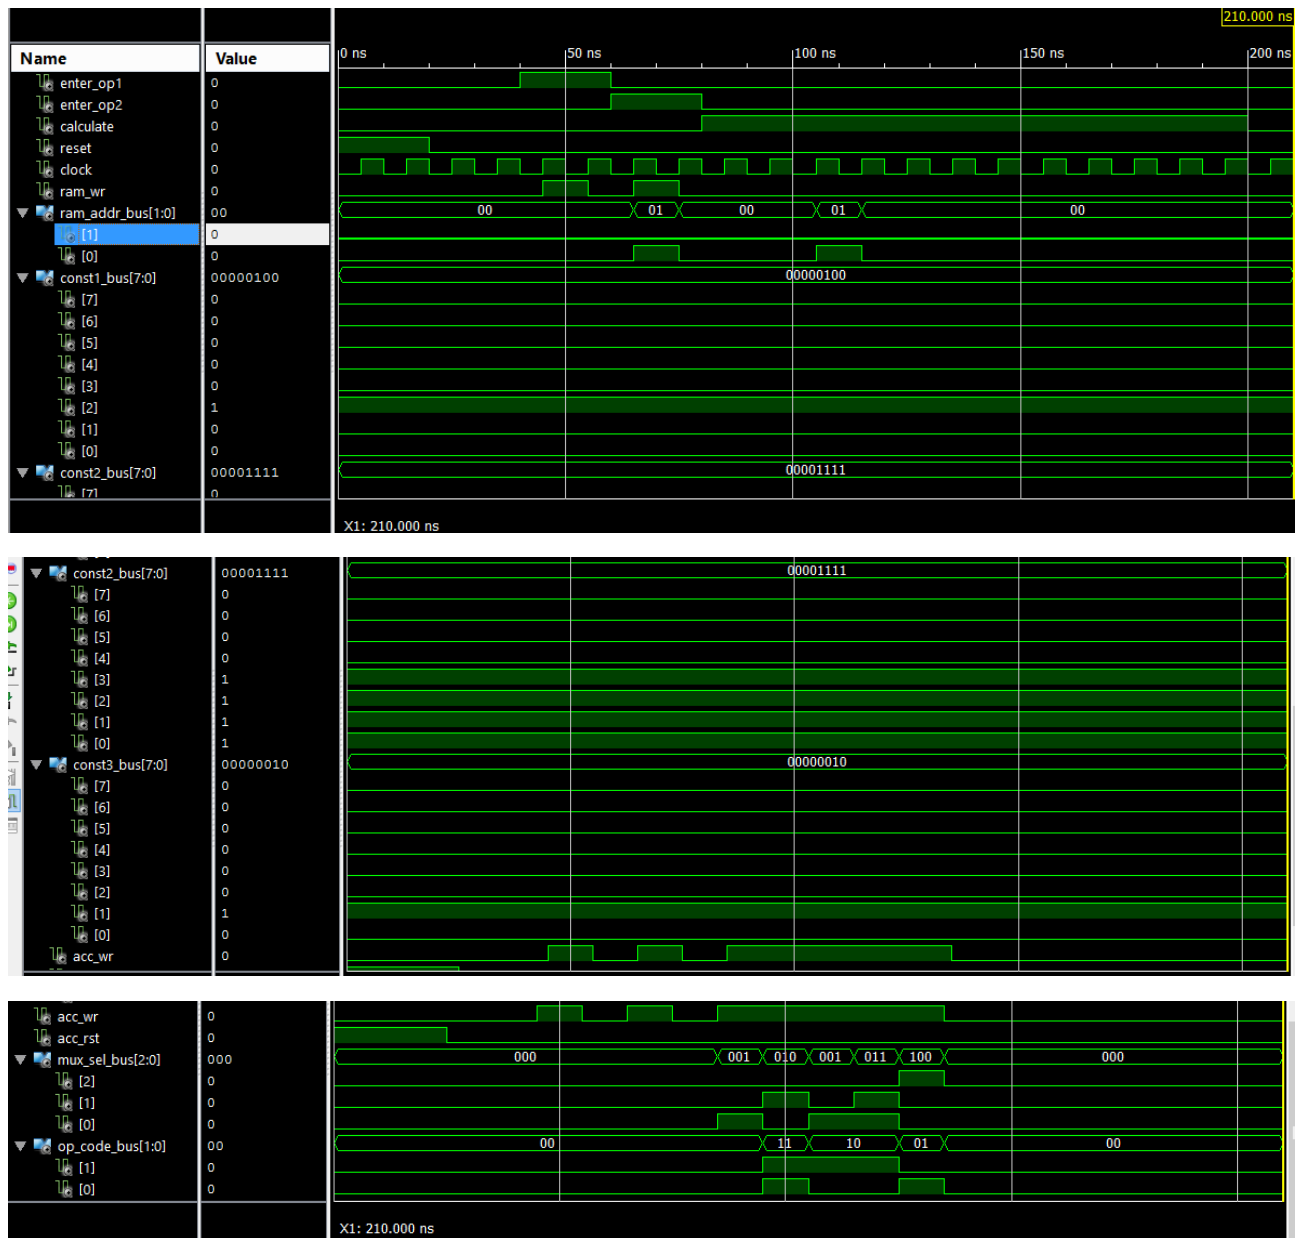 210.000 ns
Name Value 0 ns 50 ns 100 ns 150 ns 200 ns
enter_op1 0
enter_op2 0
calculate 0
reset 0
clock 0
ram_wr 0
ram_addr_bus[1:0] 00 00 01 00 01 00
[1] 0
[0] 0
const1_bus[7:0] 00000100 00000100
[7] 0
[6] 0
[5] 0
[4] 0
[3] 0
[2] 1
[1] 0
[0] 0
const2_bus[7:0] 00001111 00001111
[7] 0
X1: 210.000 ns
const2_bus[7:0] 00001111 00001111
[7] 0
[6] 0
[5] 0
[4] 0
[3] 1
[2] 1
[1] 1
[0] 1
const3_bus[7:0] 00000010 00000010
[7] 0
[6] 0
[5] 0
[4] 0
[3] 0
[2] 0
[1] 1
[0] 0
acc_wr 0
acc_wr 0
acc_rst 0
mux_sel_bus[2:0] 000 000 001 010 001 011 100 000
[2] 0
[1] 0
[0] 0
op_code_bus[1:0] 00 00 11 10 01 00
[1] 0
[0] 0
X1: 210.000 ns